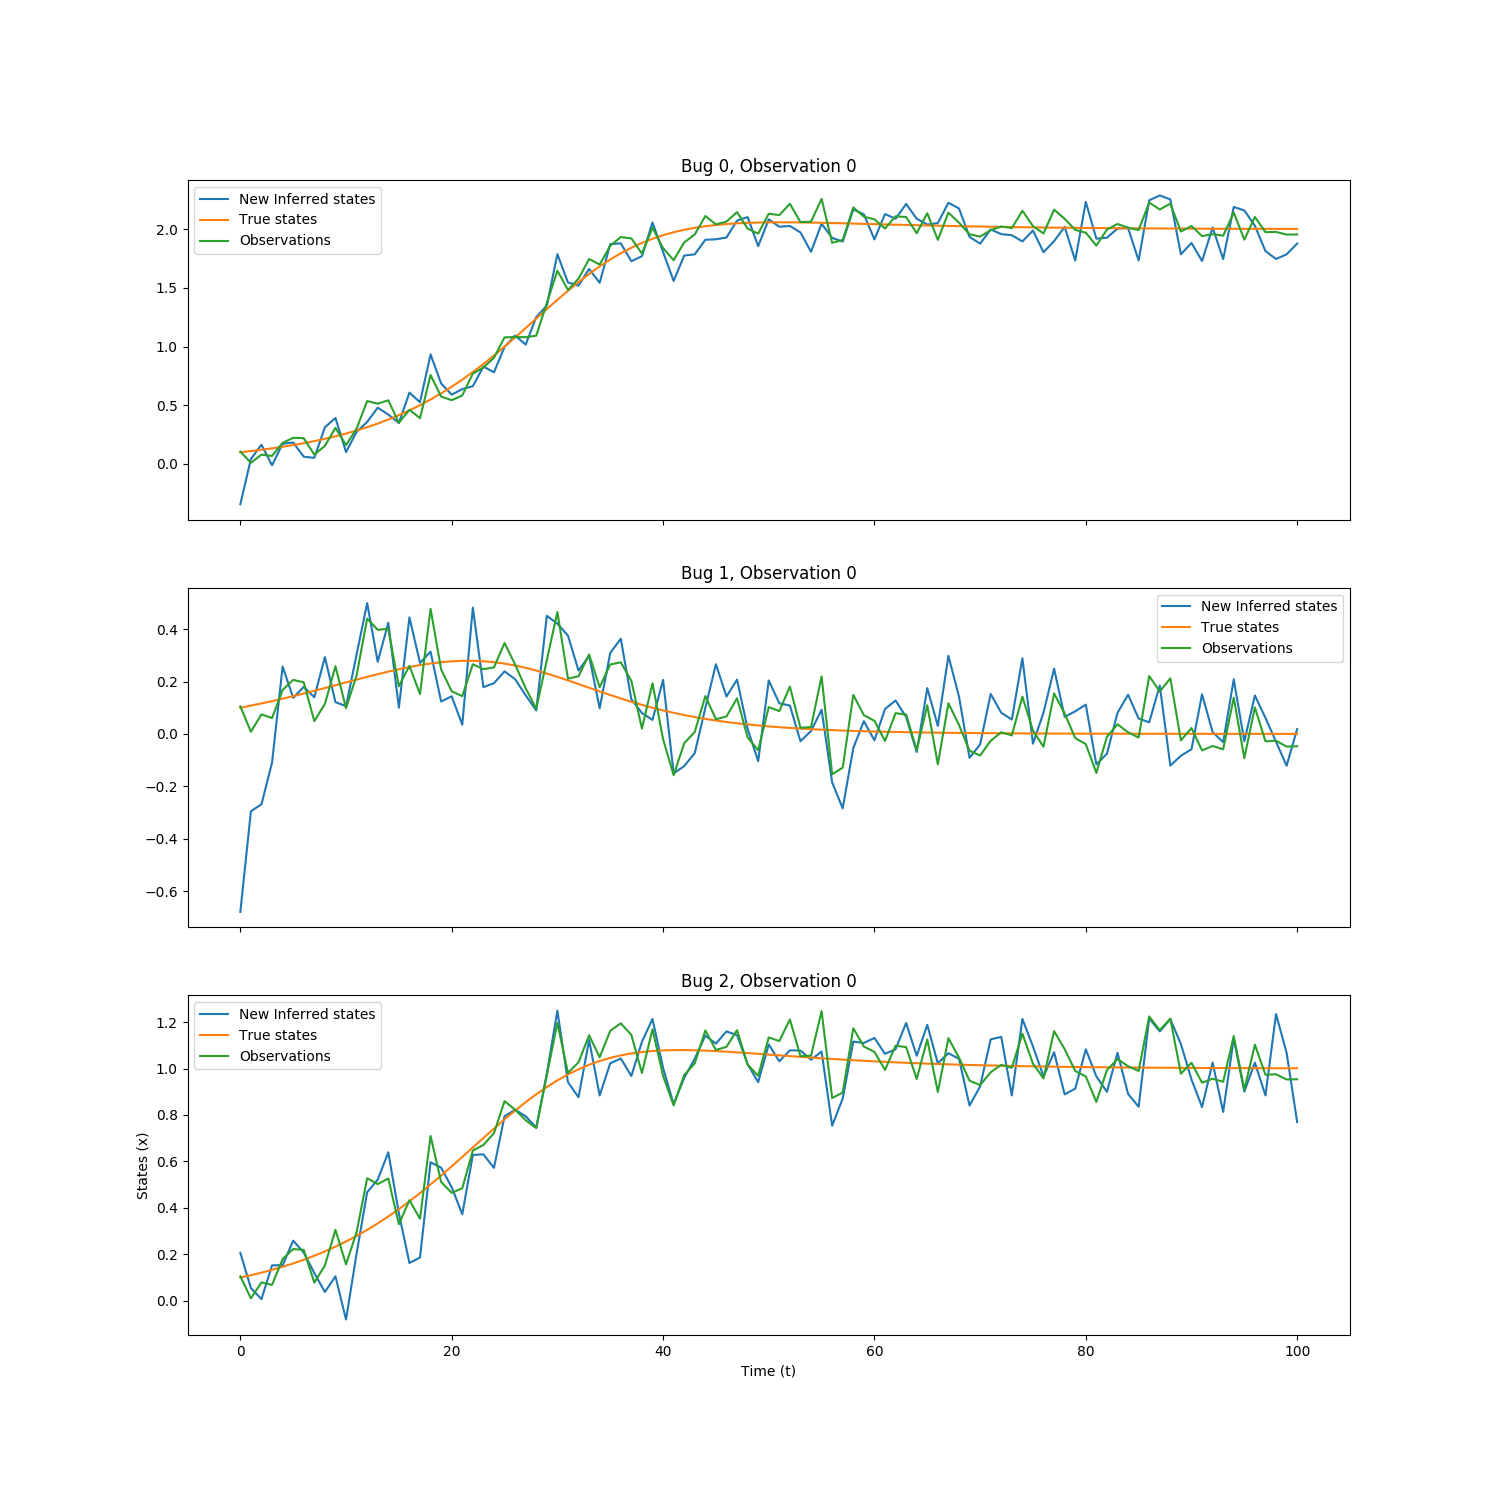 Bug 0, Observation 0
New Inferred states
True states
Observations
2.0
1.5
1.0
0.5
0.0
Bug 1, Observation 0
New Inferred states
True states
Observations
0.4
0.2
0.0
−0.2
−0.4
−0.6
Bug 2, Observation 0
New Inferred states
True states
Observations
1.2
1.0
0.8
0.6
0.4
0.2
0.0
States (x)
0 20 40 60 80 100
Time (t)